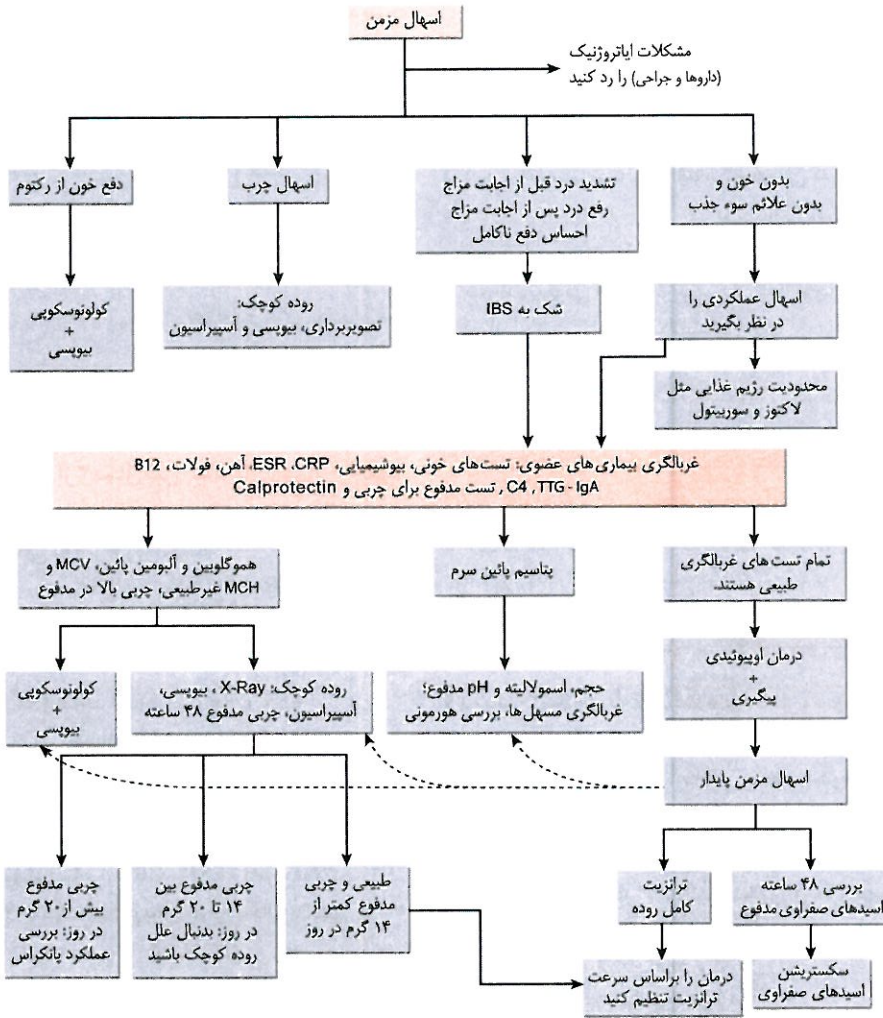 اسهال مزمن
مشکلات ایاتروژنیک
(داروها و جراحی) را رد کنید
دفع خون از رکتوم
اسهال چرب
تشدید درد قبل از اجابت مزاج
رفع درد پس از اجابت مزاج
احساس دفع ناکامل
بدون خون و
بدون علائم سوء جذب
کولونوسکوپی
+
بیوپسی
روده کوچک:
تصویربرداری، بیوپسی و آسپیراسیون
شک به IBS
اسهال عملکردی را
در نظر بگیرید
محدودیت رژیم غذایی مثل
لاکتوز و سوربیتول
غربالگری بیماری‌های عضوی: تست‌های خونی، بیوشیمیایی، ESR ،CRP، آهن، فولات، B12
C4 ,TTG-IgA, تست مدفوع برای چربی و Calprotectin
هموگلوبین و آلبومین پائین، MCV و
MCH غیرطبیعی، چربی بالا در مدفوع
پتاسیم پائین سرم
تمام تست‌های غربالگری
طبیعی هستند.
کولونوسکوپی
+
بیوپسی
روده کوچک: X-Ray، بیوپسی،
آسپیراسیون، چربی مدفوع ۴۸ ساعته
حجم، اسمولالیته و pH مدفوع؛
غربالگری مسهل‌ها، بررسی هورمونی
درمان اوپیوئیدی
+
پیگیری
اسهال مزمن پایدار
چربی مدفوع
بیش از ۲۰ گرم
در روز: بررسی
عملکرد پانکراس
چربی مدفوع بین
۱۴ تا ۲۰ گرم
در روز: بدنبال علل
روده کوچک باشید
طبیعی و چربی
مدفوع کمتر از
۱۴ گرم در روز
ترانزیت
کامل روده
بررسی ۴۸ ساعته
اسیدهای صفراوی مدفوع
درمان را براساس سرعت
ترانزیت تنظیم کنید
سکستریشن
اسیدهای صفراوی